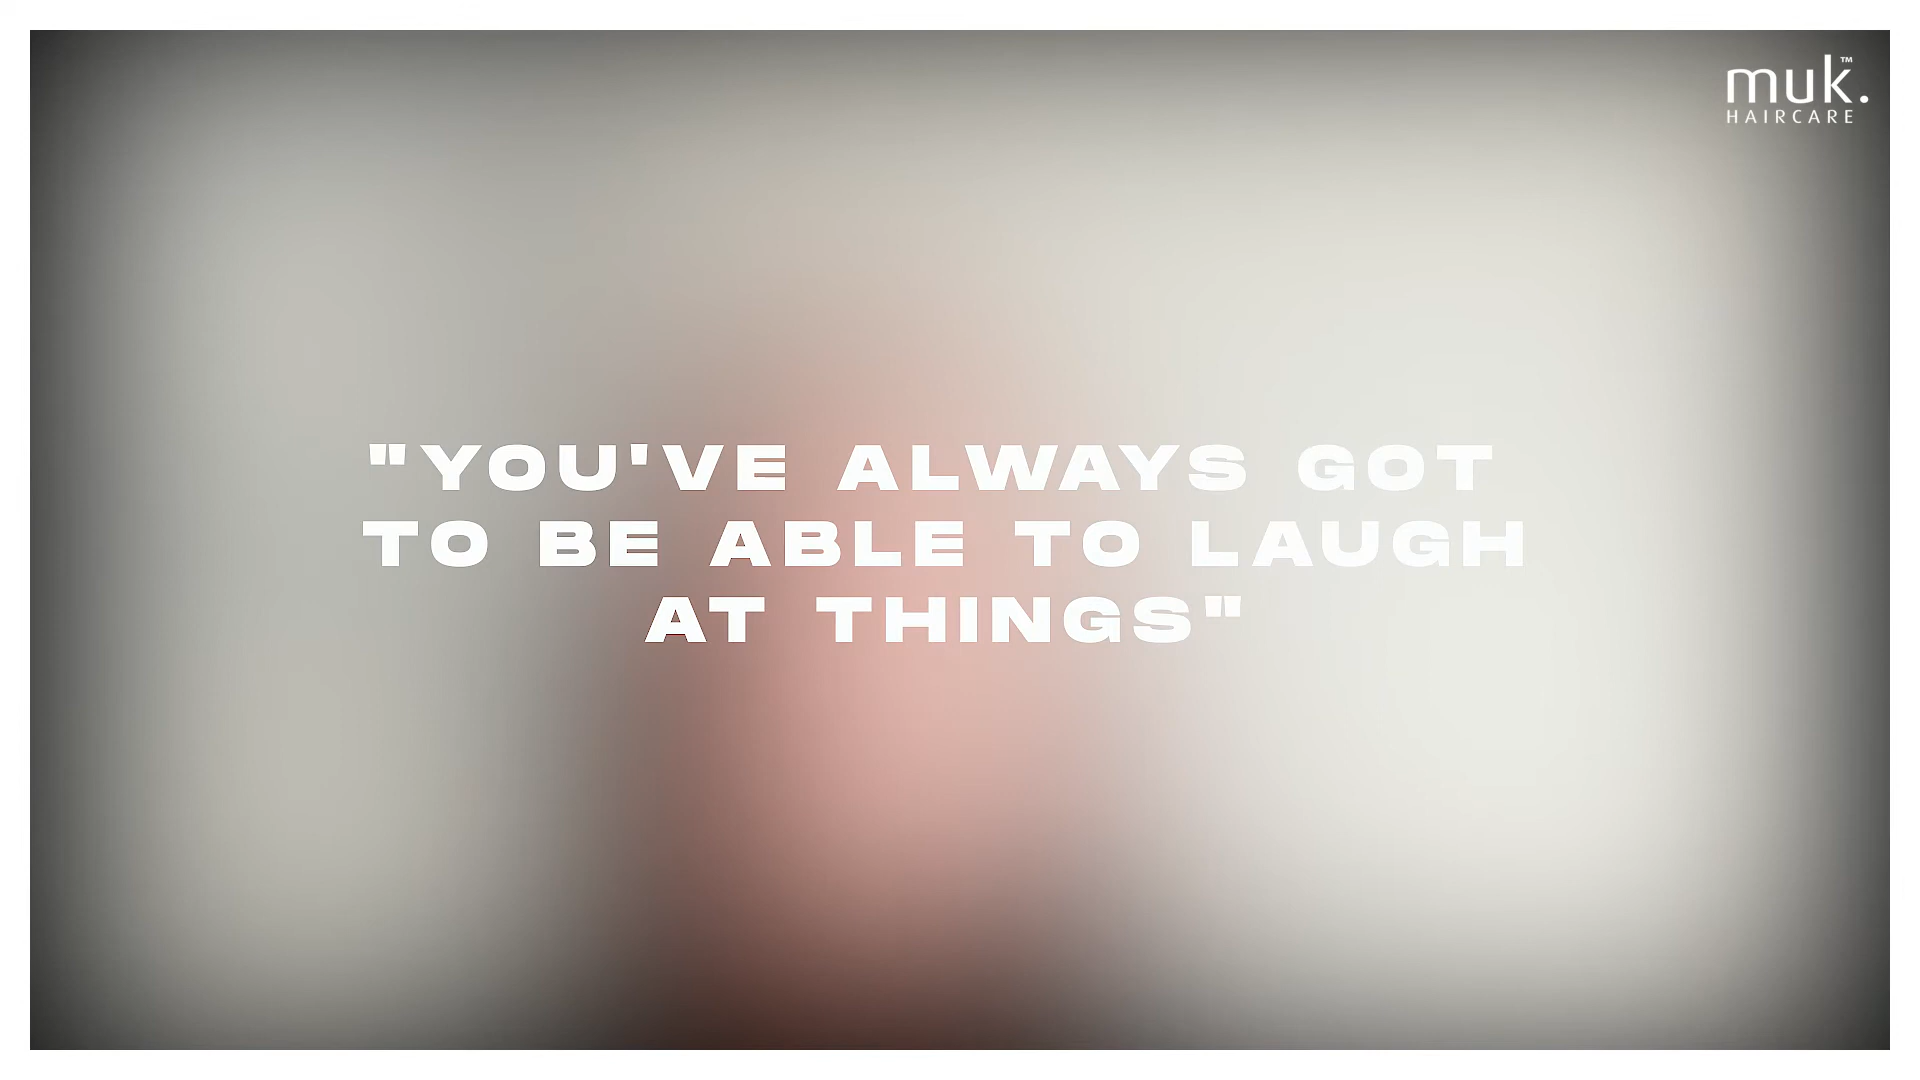 muk.™
HAIRCARE
"YOU'VE ALWAYS GOT
TO BE ABLE TO LAUGH
AT THINGS"